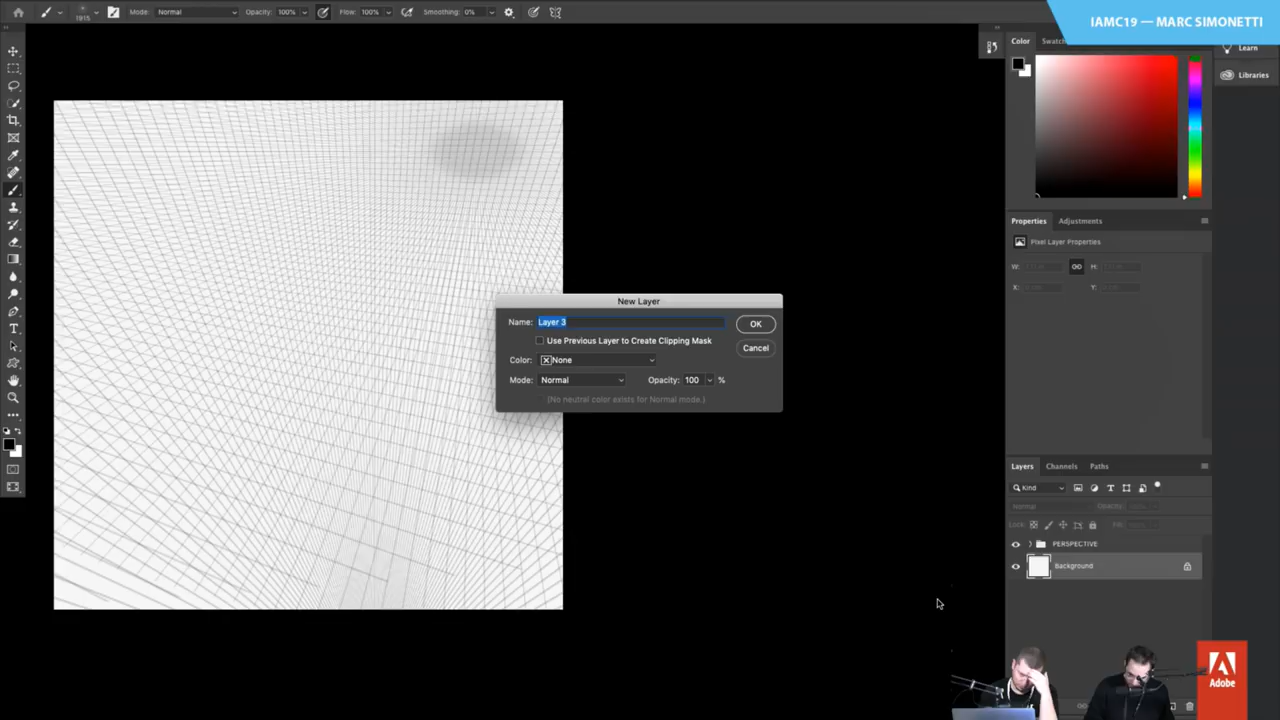 Mode: Normal Opacity: 100% Flow: 100% Smoothing: 0%
IAMC19 — MARC SIMONETTI
Color Swatch
Learn
Libraries
Properties Adjustments
Pixel Layer Properties
W: H:
X: Y:
New Layer
Name: Layer 3
OK
Use Previous Layer to Create Clipping Mask
Cancel
Color: None
Mode: Normal Opacity: 100 %
(No neutral color exists for Normal mode.)
Layers Channels Paths
Kind
Normal Opacity:
Lock: Fill:
PERSPECTIVE
Background
Adobe